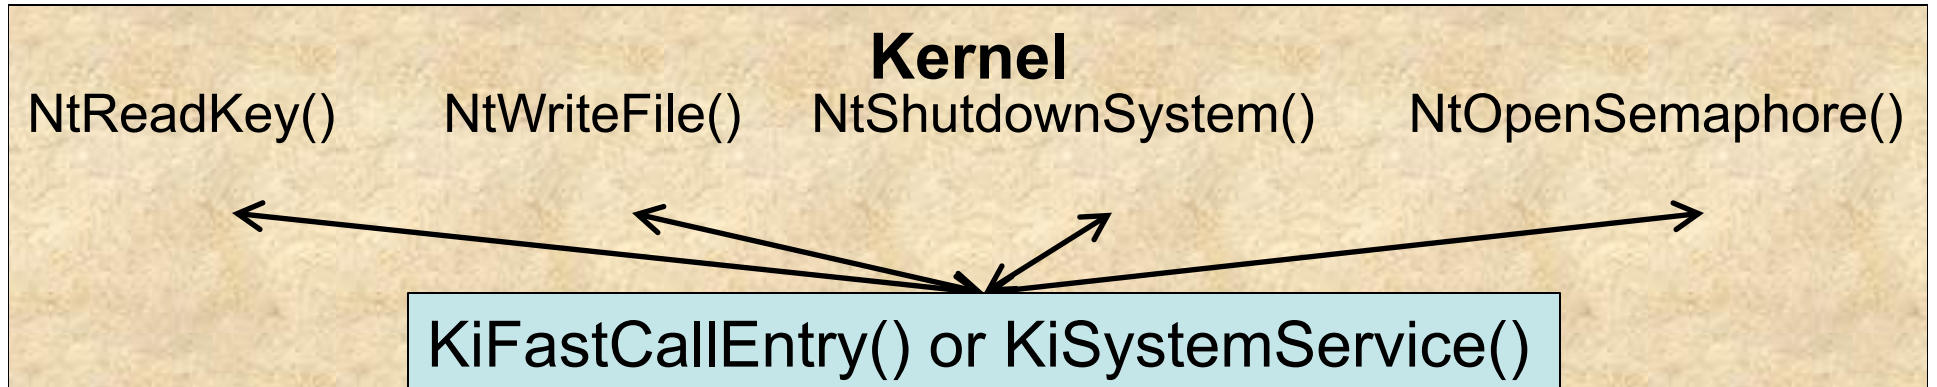 Kernel
NtReadKey() NtWriteFile() NtShutdownSystem() NtOpenSemaphore()
KiFastCallEntry() or KiSystemService()